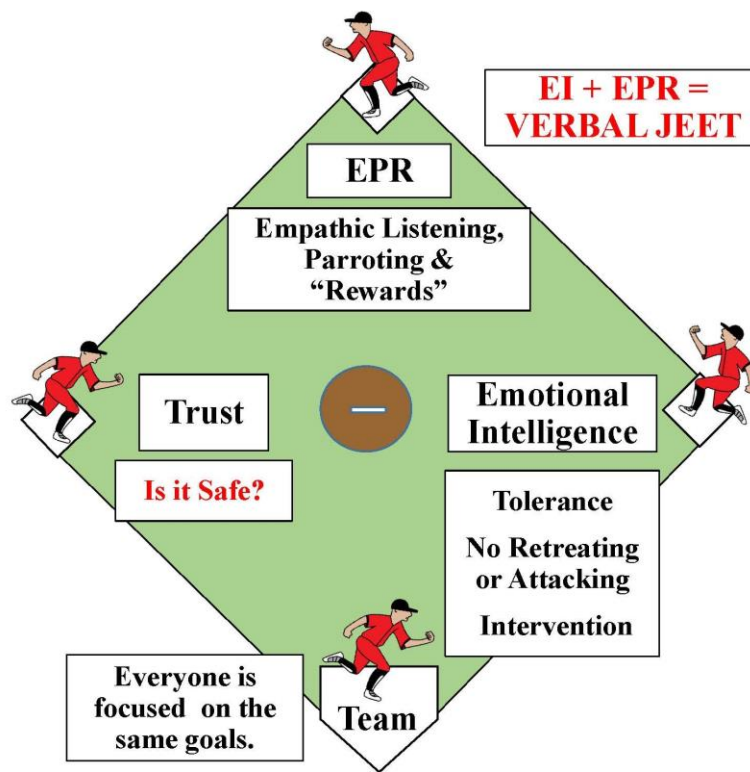 EI + EPR =
VERBAL JEET
EPR
Empathic Listening,
Parroting &
“Rewards”
Trust
Is it Safe?
Emotional
Intelligence
Tolerance
No Retreating
or Attacking
Intervention
Everyone is
focused on the
same goals.
Team